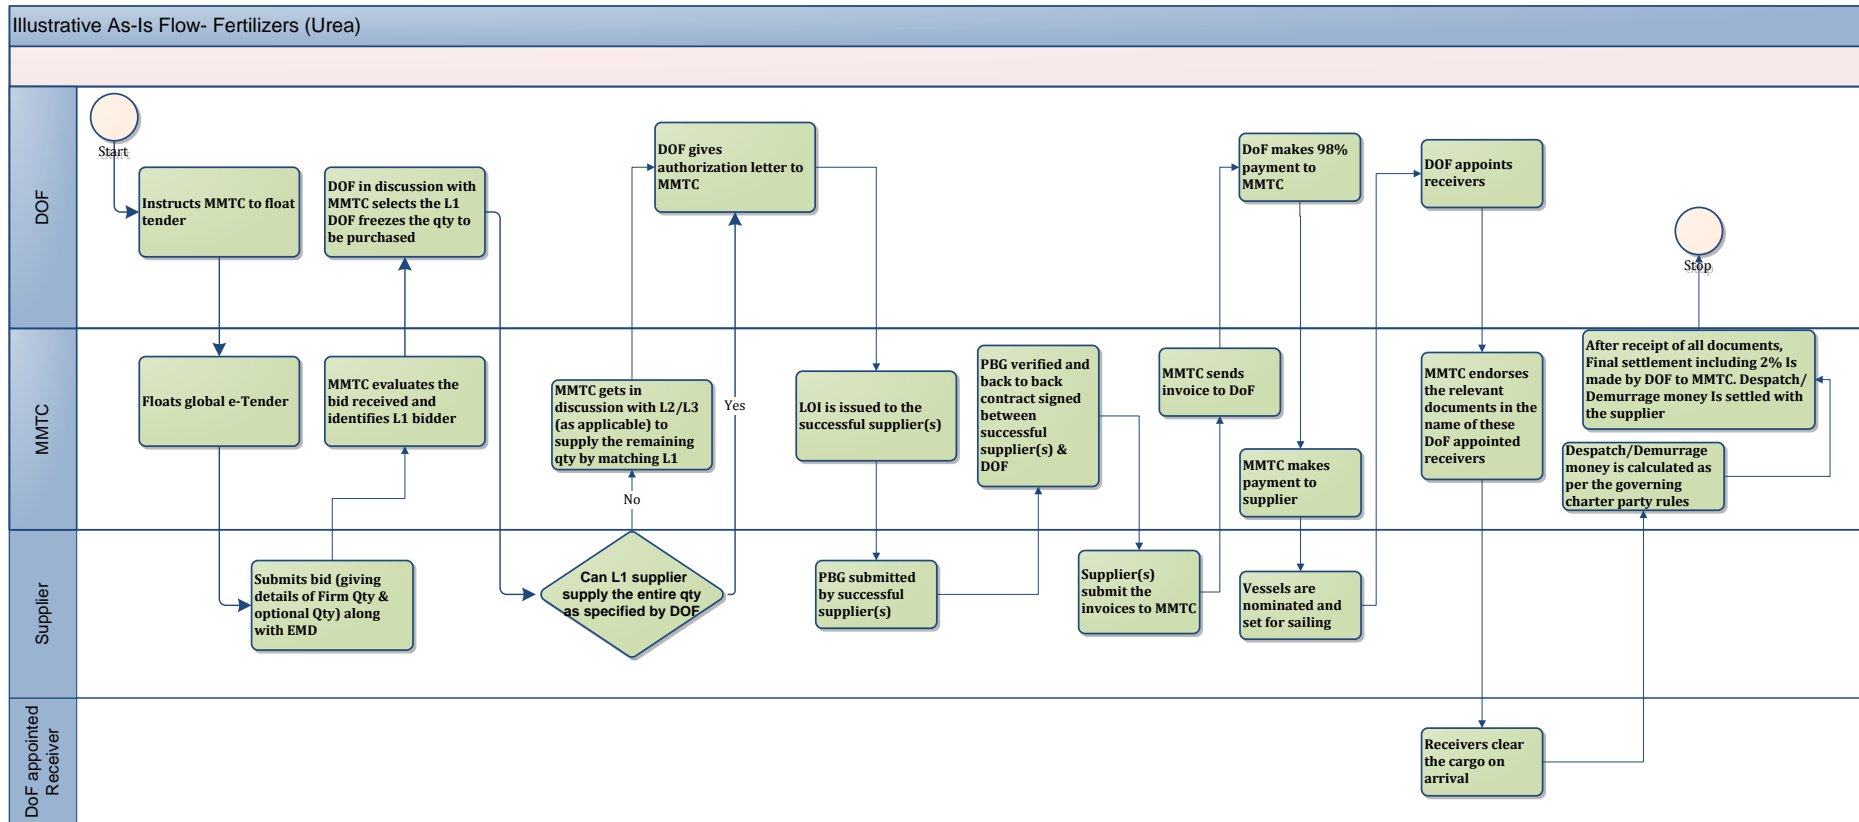 Illustrative As-Is Flow- Fertilizers (Urea)
DOF
Start
Instructs MMTC to float
tender
DOF in discussion with
MMTC selects the L1
DOF freezes the qty to
be purchased
DOF gives
authorization letter to
MMTC
DoF makes 98%
payment to
MMTC
DOF appoints
receivers
Stop
MMTC
Floats global e-Tender
MMTC evaluates the
bid received and
identifies L1 bidder
MMTC gets in
discussion with L2/L3
(as applicable) to
supply the remaining
qty by matching L1
No
Yes
LOI is issued to the
successful supplier(s)
PBG verified and
back to back
contract signed
between
successful
supplier(s) &
DOF
MMTC sends
invoice to DoF
MMTC makes
payment to
supplier
MMTC endorses
the relevant
documents in the
name of these
DoF appointed
receivers
After receipt of all documents,
Final settlement including 2% Is
made by DOF to MMTC. Despatch/
Demurrage money Is settled with
the supplier
Despatch/Demurrage
money is calculated as
per the governing
charter party rules
Supplier
Submits bid (giving
details of Firm Qty &
optional Qty) along
with EMD
Can L1 supplier
supply the entire qty
as specified by DOF
PBG submitted
by successful
supplier(s)
Supplier(s)
submit the
invoices to MMTC
Vessels are
nominated and
set for sailing
DoF appointed
Receiver
Receivers clear
the cargo on
arrival